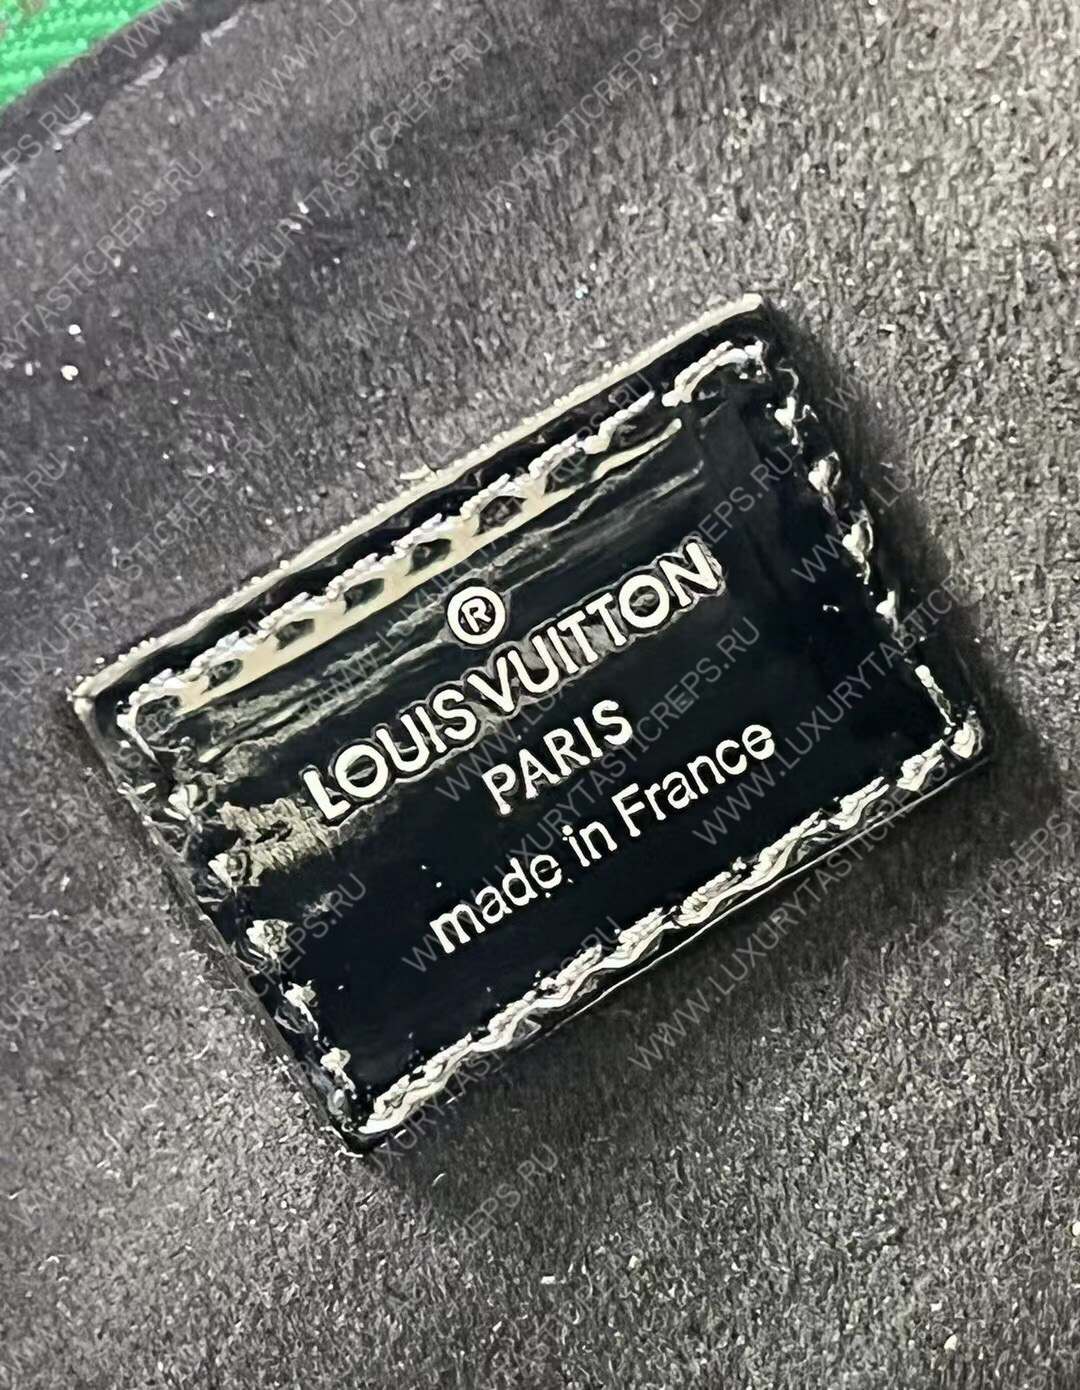 ®
LOUIS VUITTON
PARIS
made in France
WWW.LUXURYTASTICREPS.RU